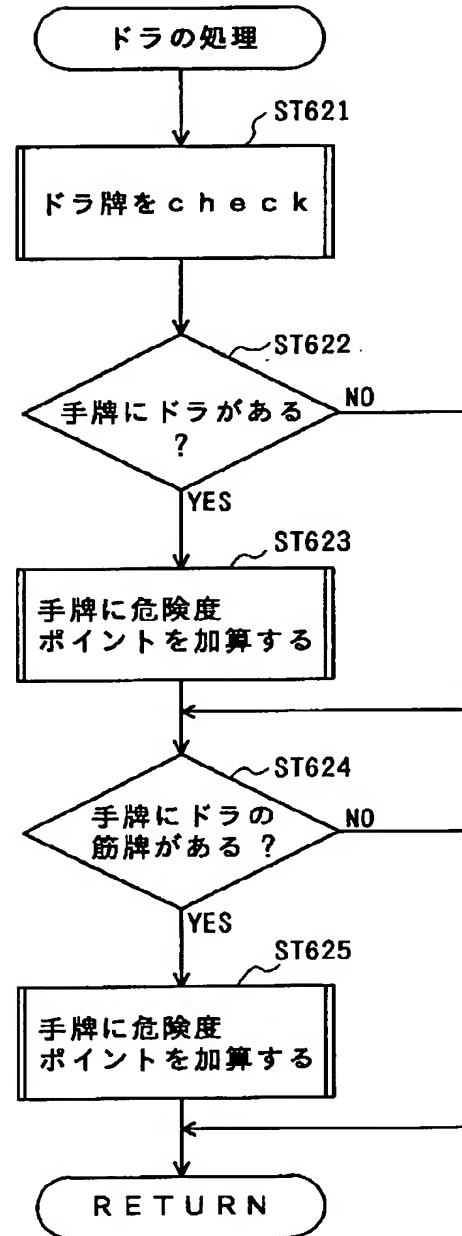 ドラの処理
ST621
ドラ牌をcheck
ST622
手牌にドラがある
?
NO
YES
ST623
手牌に危険度
ポイントを加算する
ST624
手牌にドラの
筋牌がある ?
NO
YES
ST625
手牌に危険度
ポイントを加算する
RETURN